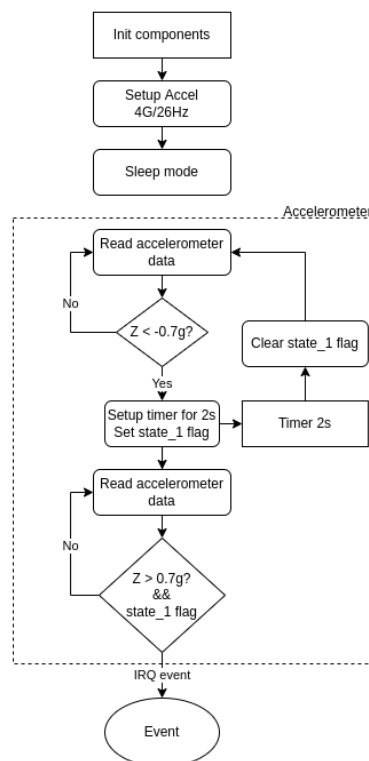 Init components
Setup Accel
4G/26Hz
Sleep mode
Accelerometer
Read accelerometer
data
No
Z < -0.7g?
Clear state_1 flag
Yes
Setup timer for 2s
Set state_1 flag
Timer 2s
Read accelerometer
data
No
Z > 0.7g?
&&
state_1 flag
IRQ event
Event